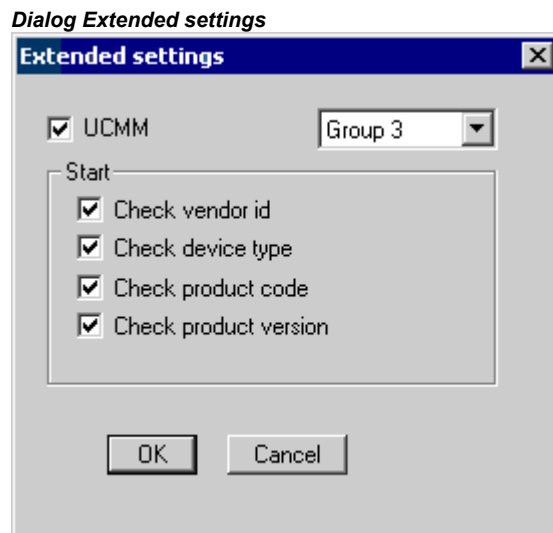 Dialog Extended settings
Extended settings
UCMM
Group 3
Start
Check vendor id
Check device type
Check product code
Check product version
OK
Cancel